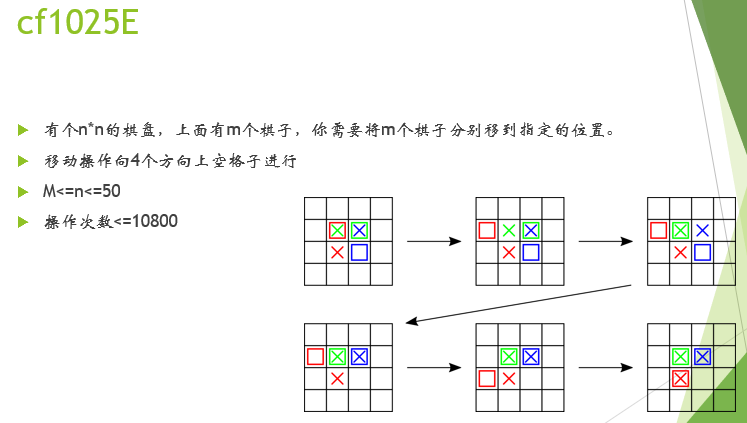 cf1025E
有个n*n的棋盘，上面有m个棋子，你需要将m个棋子分别移到指定的位置。
移动操作向4个方向上空格子进行
M<=n<=50
操作次数<=10800